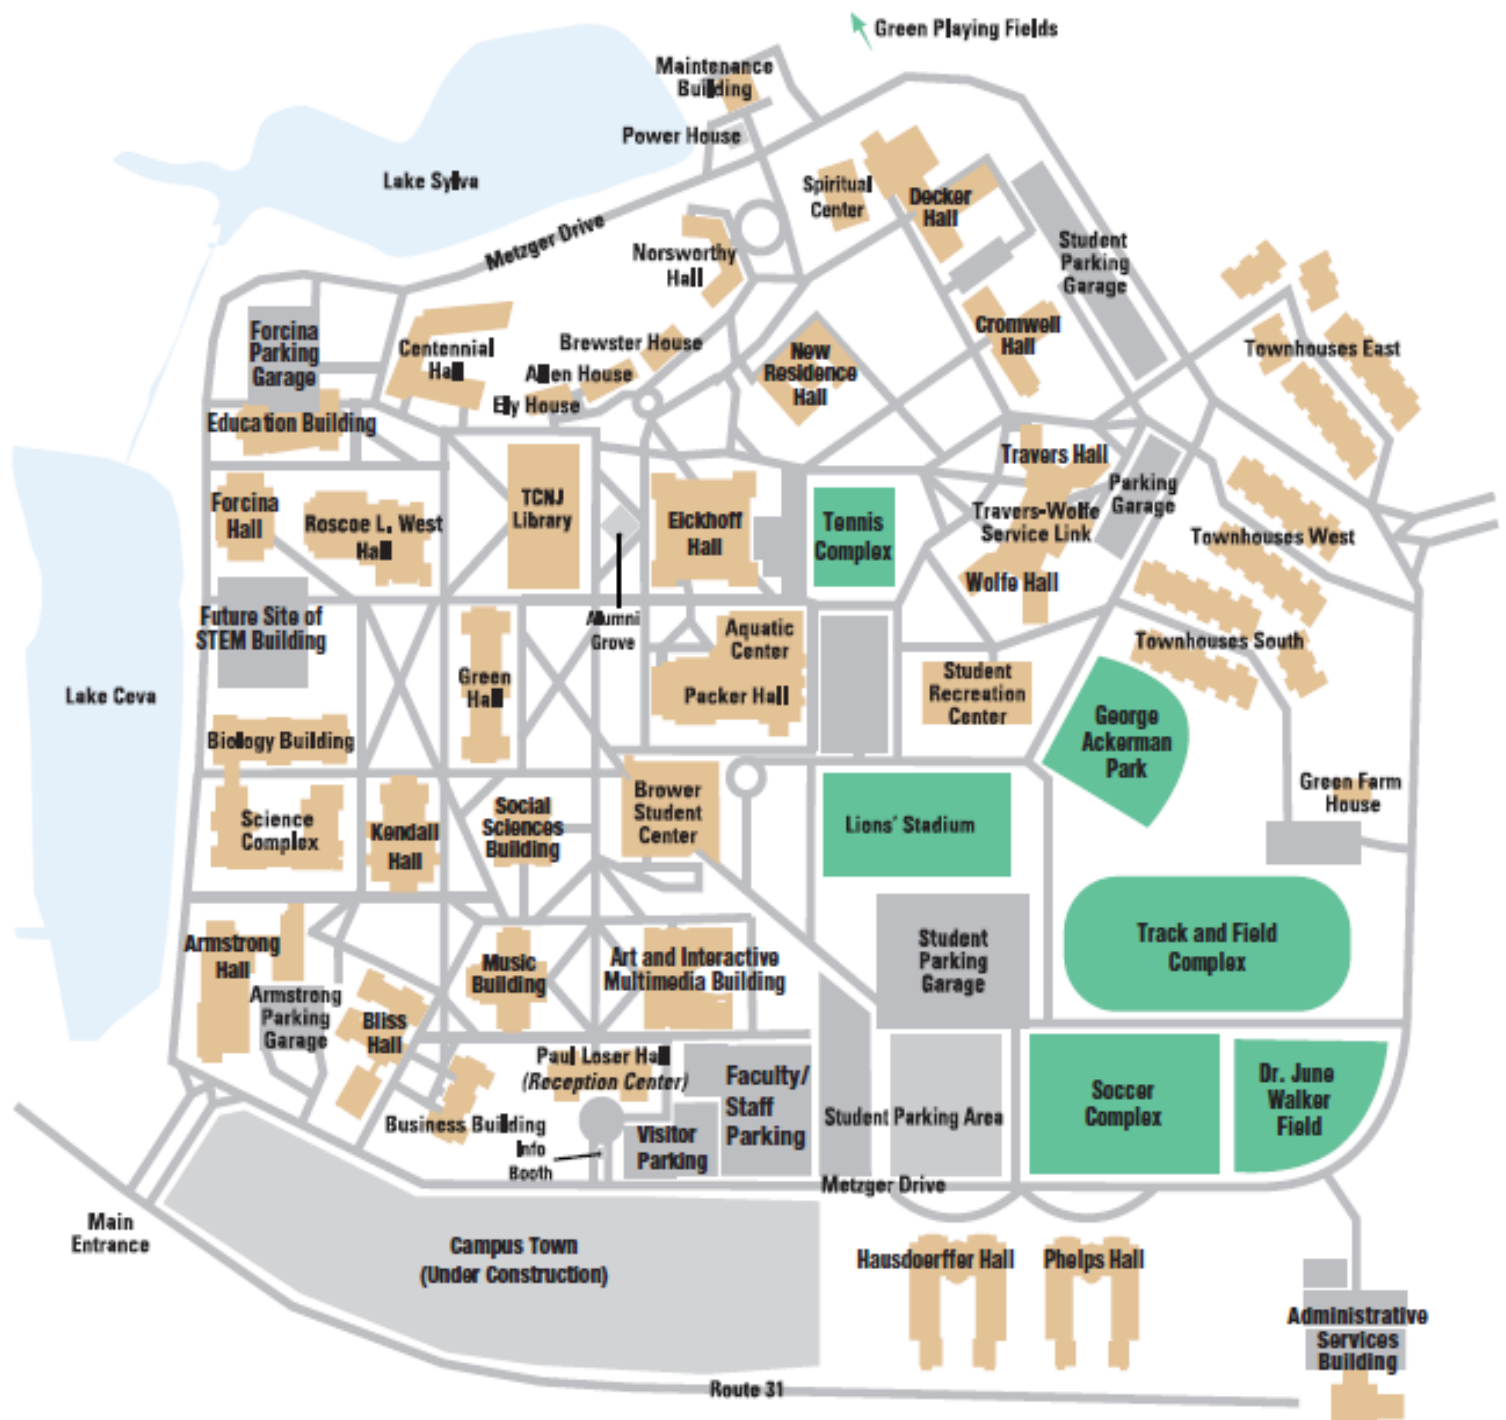 Green Playing Fields
Maintenance
Building
Power House
Lake Sylva
Spiritual
Center
Decker
Hall
Metzger Drive
Norsworthy
Hall
Student
Parking
Garage
Forcina
Parking
Garage
Centennial
Hall
Brewster House
Allen House
Ely House
New
Residence
Hall
Cromwell
Hall
Townhouses East
Education Building
Travers Hall
Forcina
Hall
Roscoe L. West
Hall
TCNJ
Library
Eickhoff
Hall
Tennis
Complex
Parking
Garage
Travers-Wolfe
Service Link
Townhouses West
Wolfe Hall
Future Site of
STEM Building
Alumni
Grove
Aquatic
Center
Townhouses South
Lake Ceva
Green
Hall
Packer Hall
Student
Recreation
Center
George
Ackerman
Park
Biology Building
Green Farm
House
Science
Complex
Kendall
Hall
Social
Sciences
Building
Brower
Student
Center
Lions' Stadium
Armstrong
Hall
Music
Building
Art and Interactive
Multimedia Building
Student
Parking
Garage
Track and Field
Complex
Armstrong
Parking
Garage
Bliss
Hall
Paul Loser Hall
(Reception Center)
Faculty/
Staff
Parking
Soccer
Complex
Dr. June
Walker
Field
Business Building
Info
Booth
Visitor
Parking
Student Parking Area
Metzger Drive
Main
Entrance
Campus Town
(Under Construction)
Hausdoerffer Hall
Phelps Hall
Administrative
Services
Building
Route 31